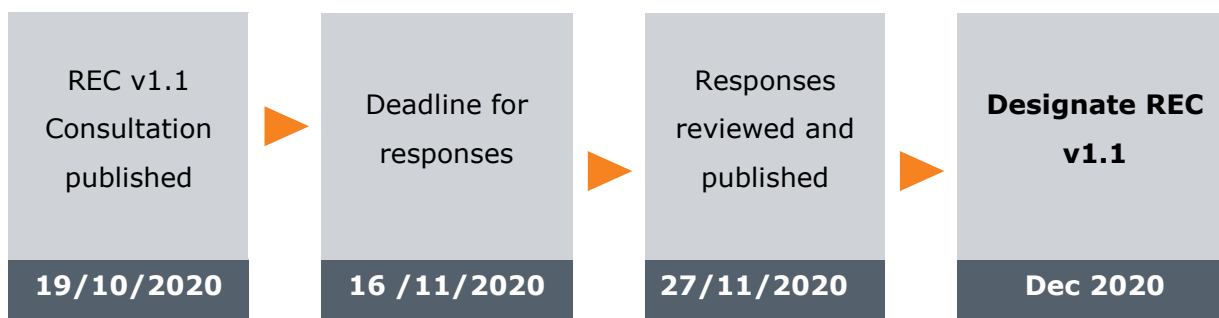 REC v1.1
Consultation
published
19/10/2020
Deadline for
responses
16 /11/2020
Responses
reviewed and
published
27/11/2020
Designate REC
v1.1
Dec 2020